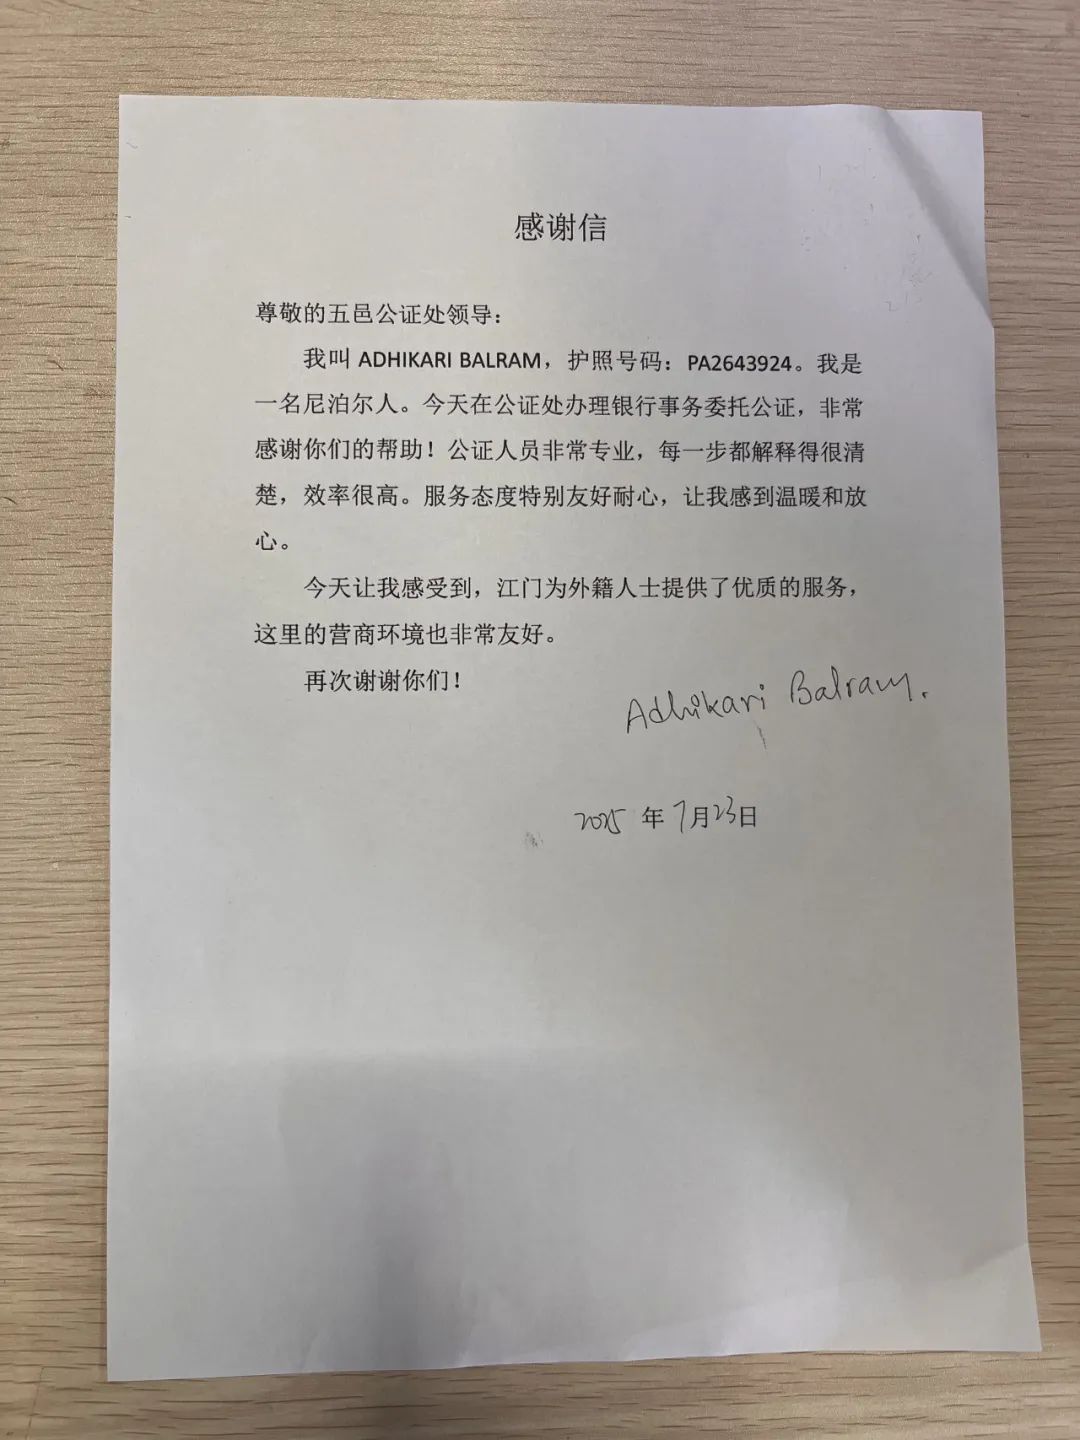 感谢信
尊敬的五邑公证处领导：
我叫 ADHIKARI BALRAM，护照号码：PA2643924。我是
一名尼泊尔人。今天在公证处办理银行事务委托公证，非常
感谢你们的帮助！公证人员非常专业，每一步都解释得很清
楚，效率很高。服务态度特别友好耐心，让我感到温暖和放
心。
今天让我感受到，江门为外籍人士提供了优质的服务，
这里的营商环境也非常友好。
再次谢谢你们！
Adhikari Balram.
2025 年 7月23日